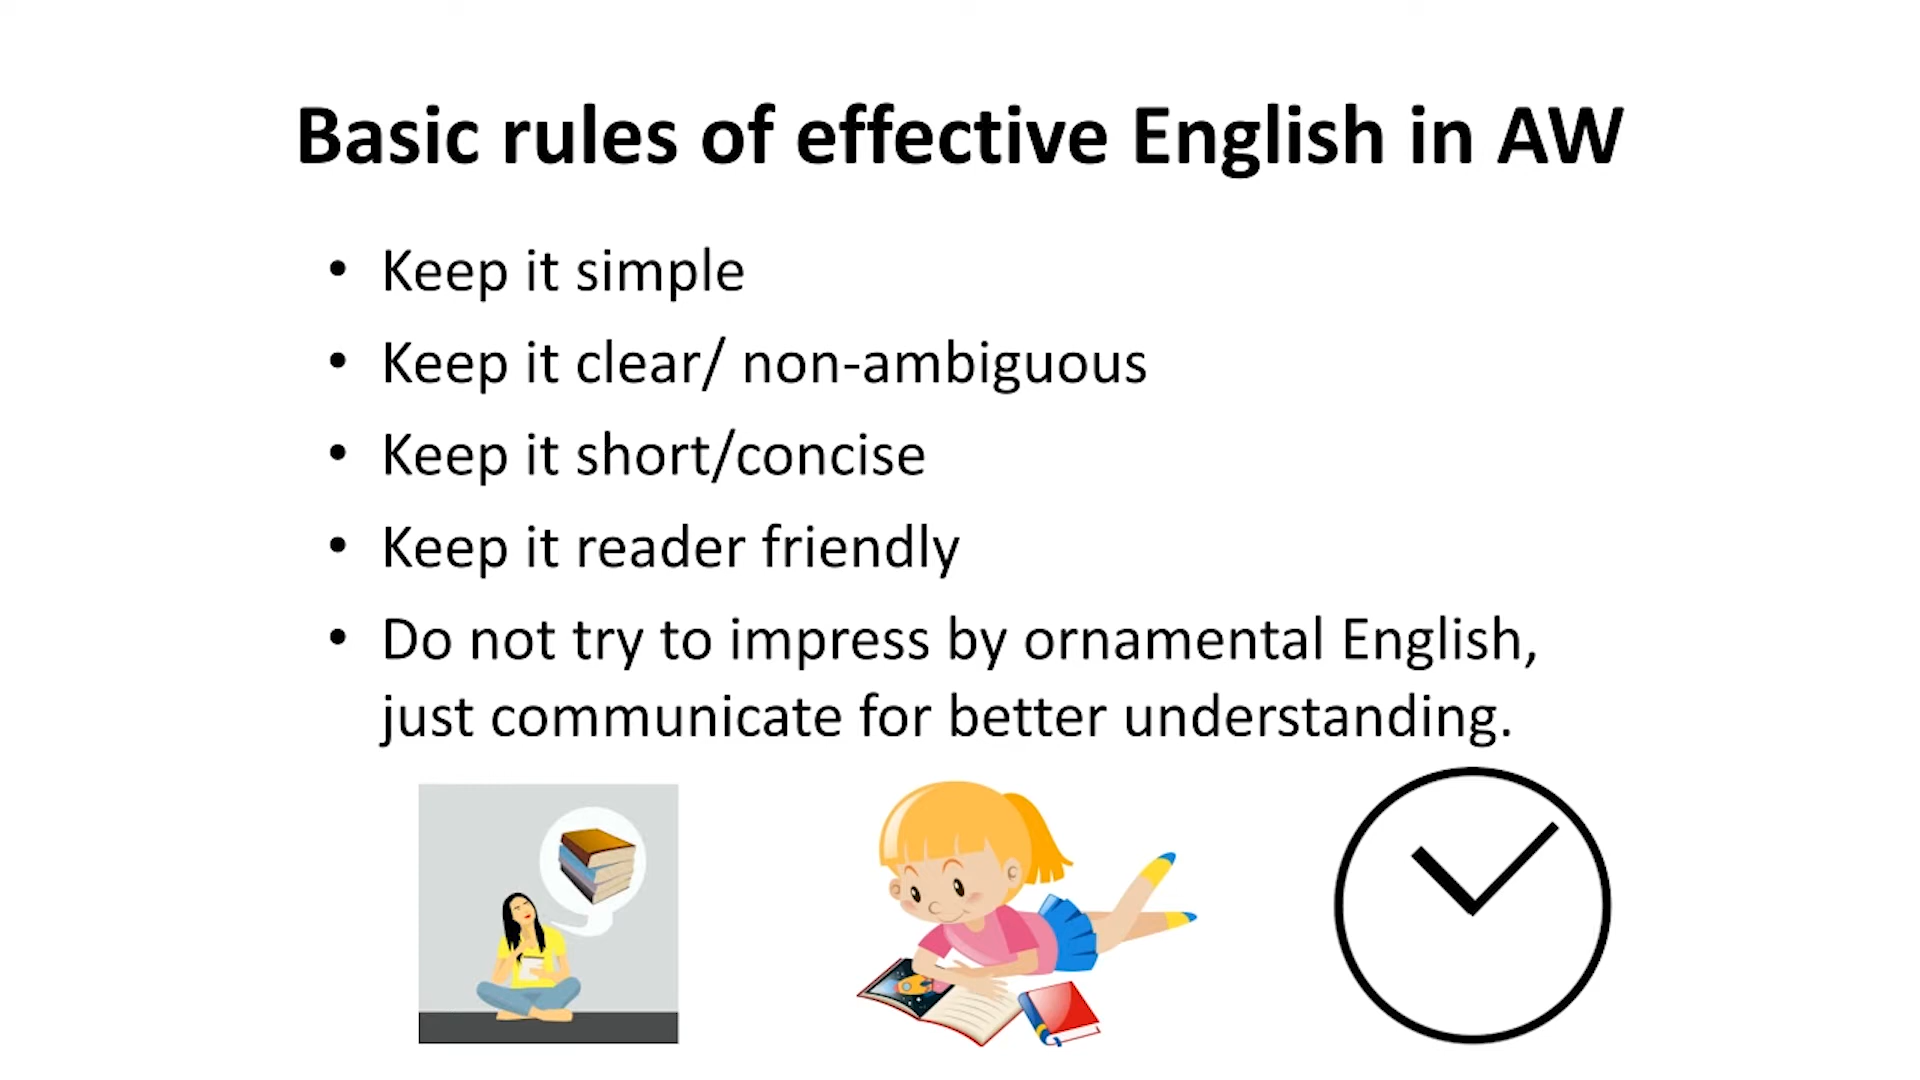 Basic rules of effective English in AW
• Keep it simple
• Keep it clear/ non-ambiguous
• Keep it short/concise
• Keep it reader friendly
• Do not try to impress by ornamental English,
just communicate for better understanding.